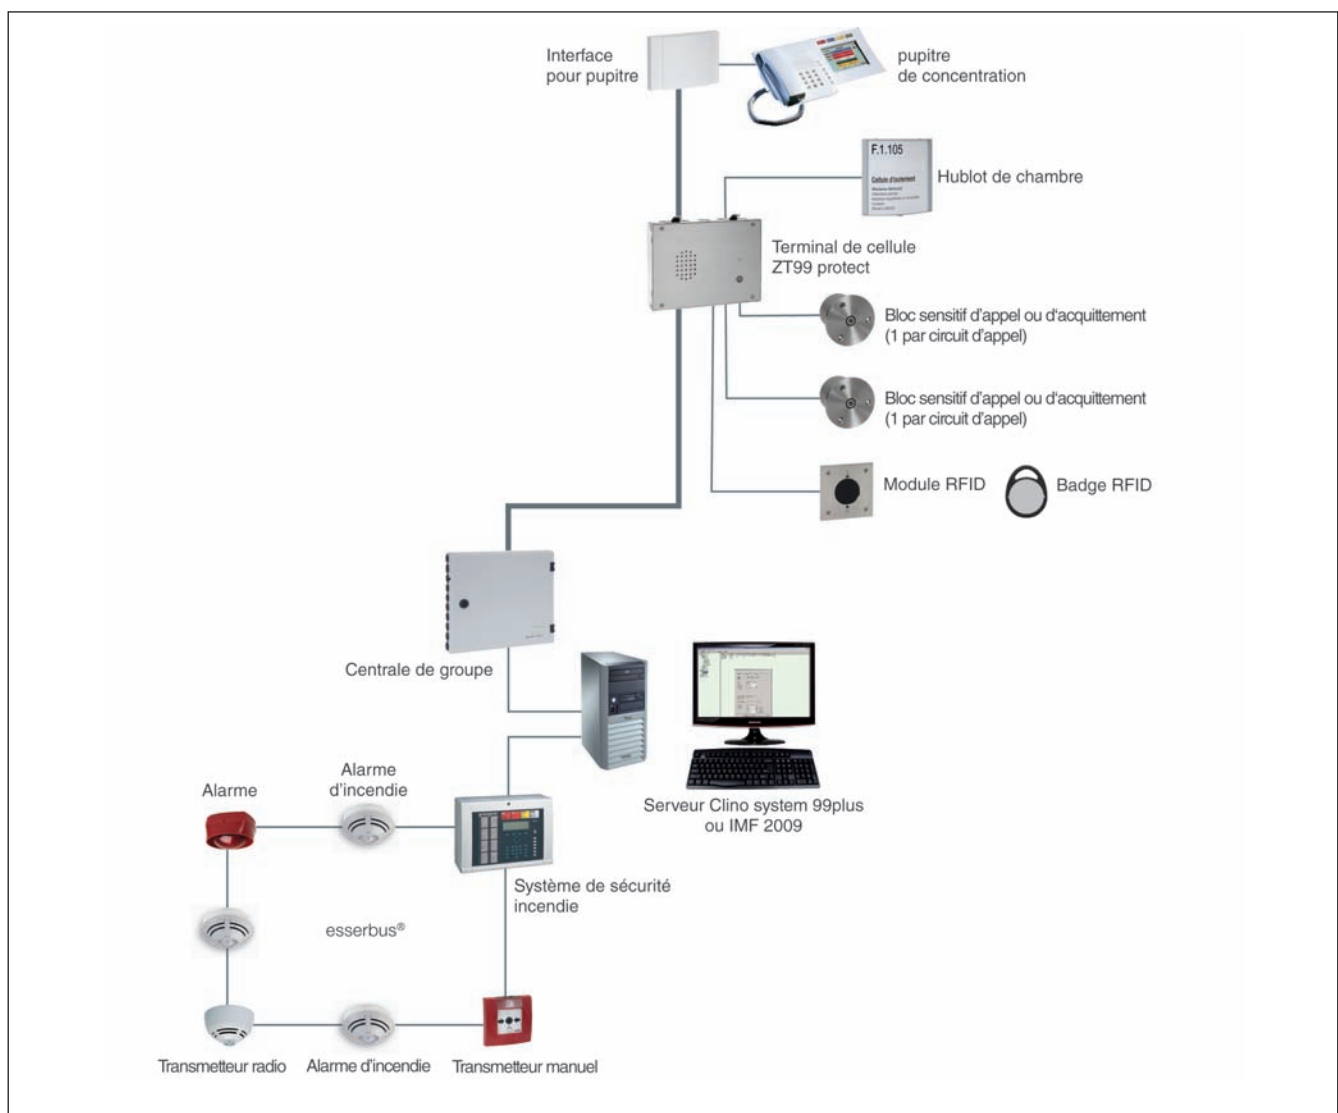 Interface
pour pupitre
pupitre
de concentration
F.1.105
Cellule d'isolement
Hublot de chambre
Terminal de cellule
ZT99 protect
Bloc sensitif d’appel ou d‘acquittement
(1 par circuit d’appel)
Bloc sensitif d’appel ou d‘acquittement
(1 par circuit d’appel)
Module RFID
Badge RFID
Centrale de groupe
Serveur Clino system 99plus
ou IMF 2009
Alarme
Alarme
d’incendie
Système de sécurité
incendie
esserbus®
Transmetteur radio
Alarme d’incendie
Transmetteur manuel